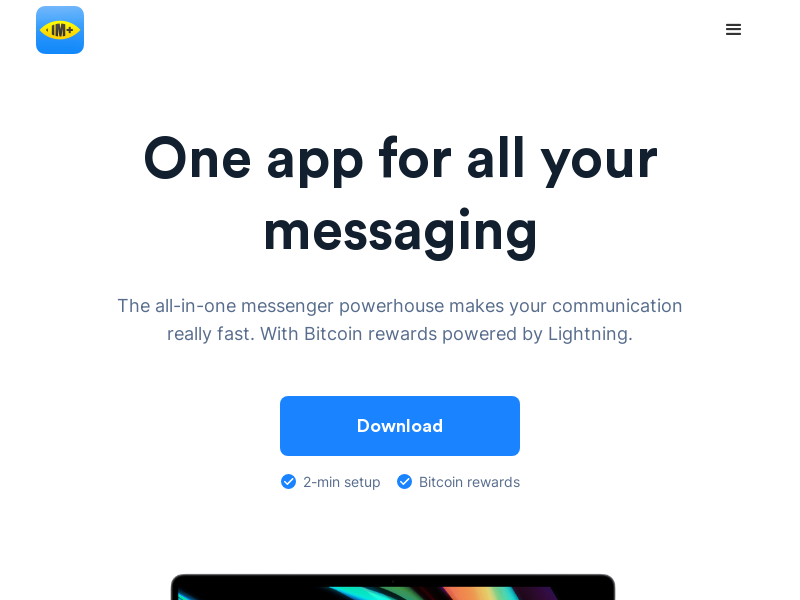 IM+
One app for all your
messaging
The all-in-one messenger powerhouse makes your communication
really fast. With Bitcoin rewards powered by Lightning.
Download
2-min setup
Bitcoin rewards